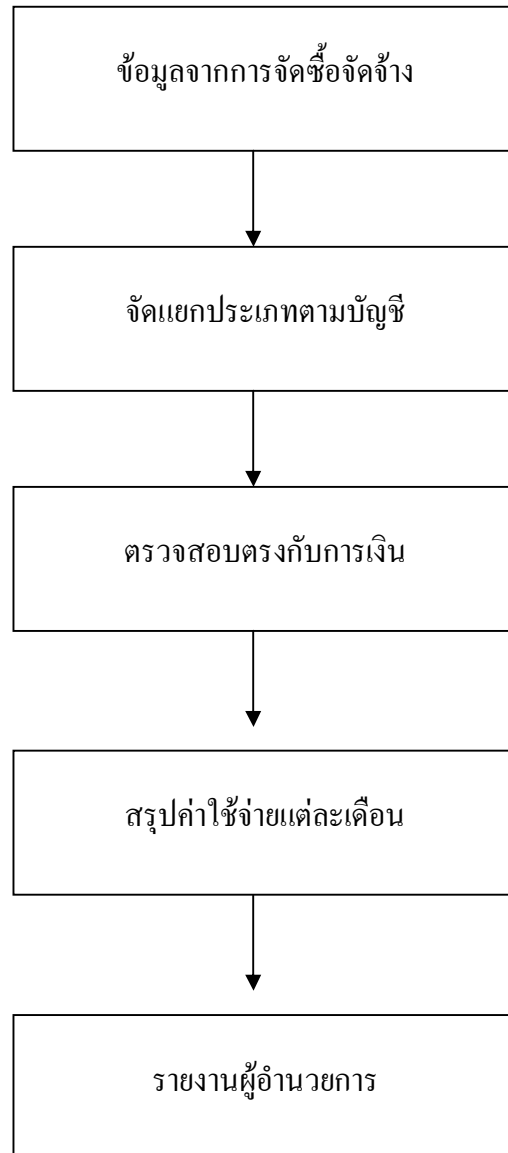 ข้อมูลจากการจัดซื้อจัดจ้าง
จัดแยกประเภทตามบัญชี
ตรวจสอบตรงกับการเงิน
สรุปค่าใช้จ่ายแต่ละเดือน
รายงานผู้อำนวยการ